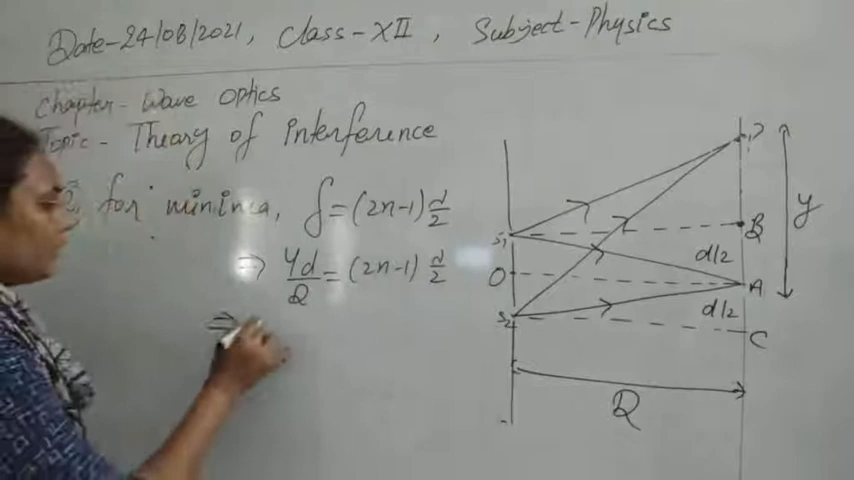 Date-24/08/2021, Class-XII, Subject-Physics
Chapter- Wave Optics
Topic- Theory of Interference
for minima, δ=(2n-1)λ/2
⇒ yd/D=(2n-1) λ/2
⇒
P
S1
B
y
d/2
O
A
d/2
S2
C
D